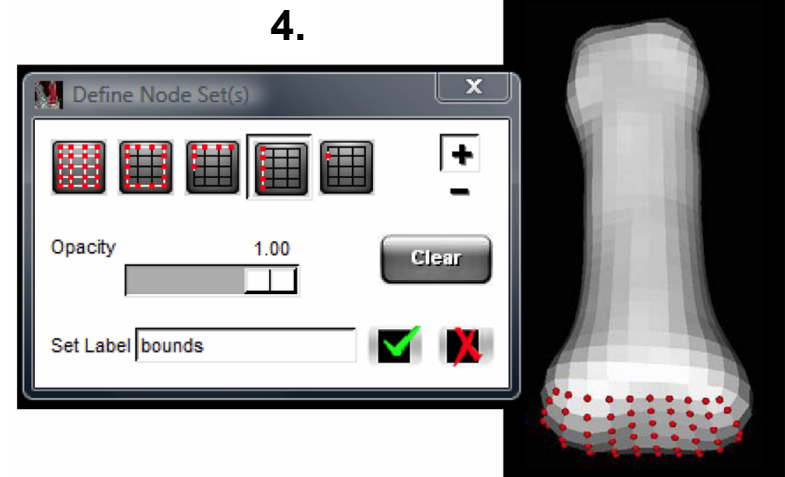 4.
Define Node Set(s)
X
+
-
Opacity 1.00
Clear
Set Label bounds